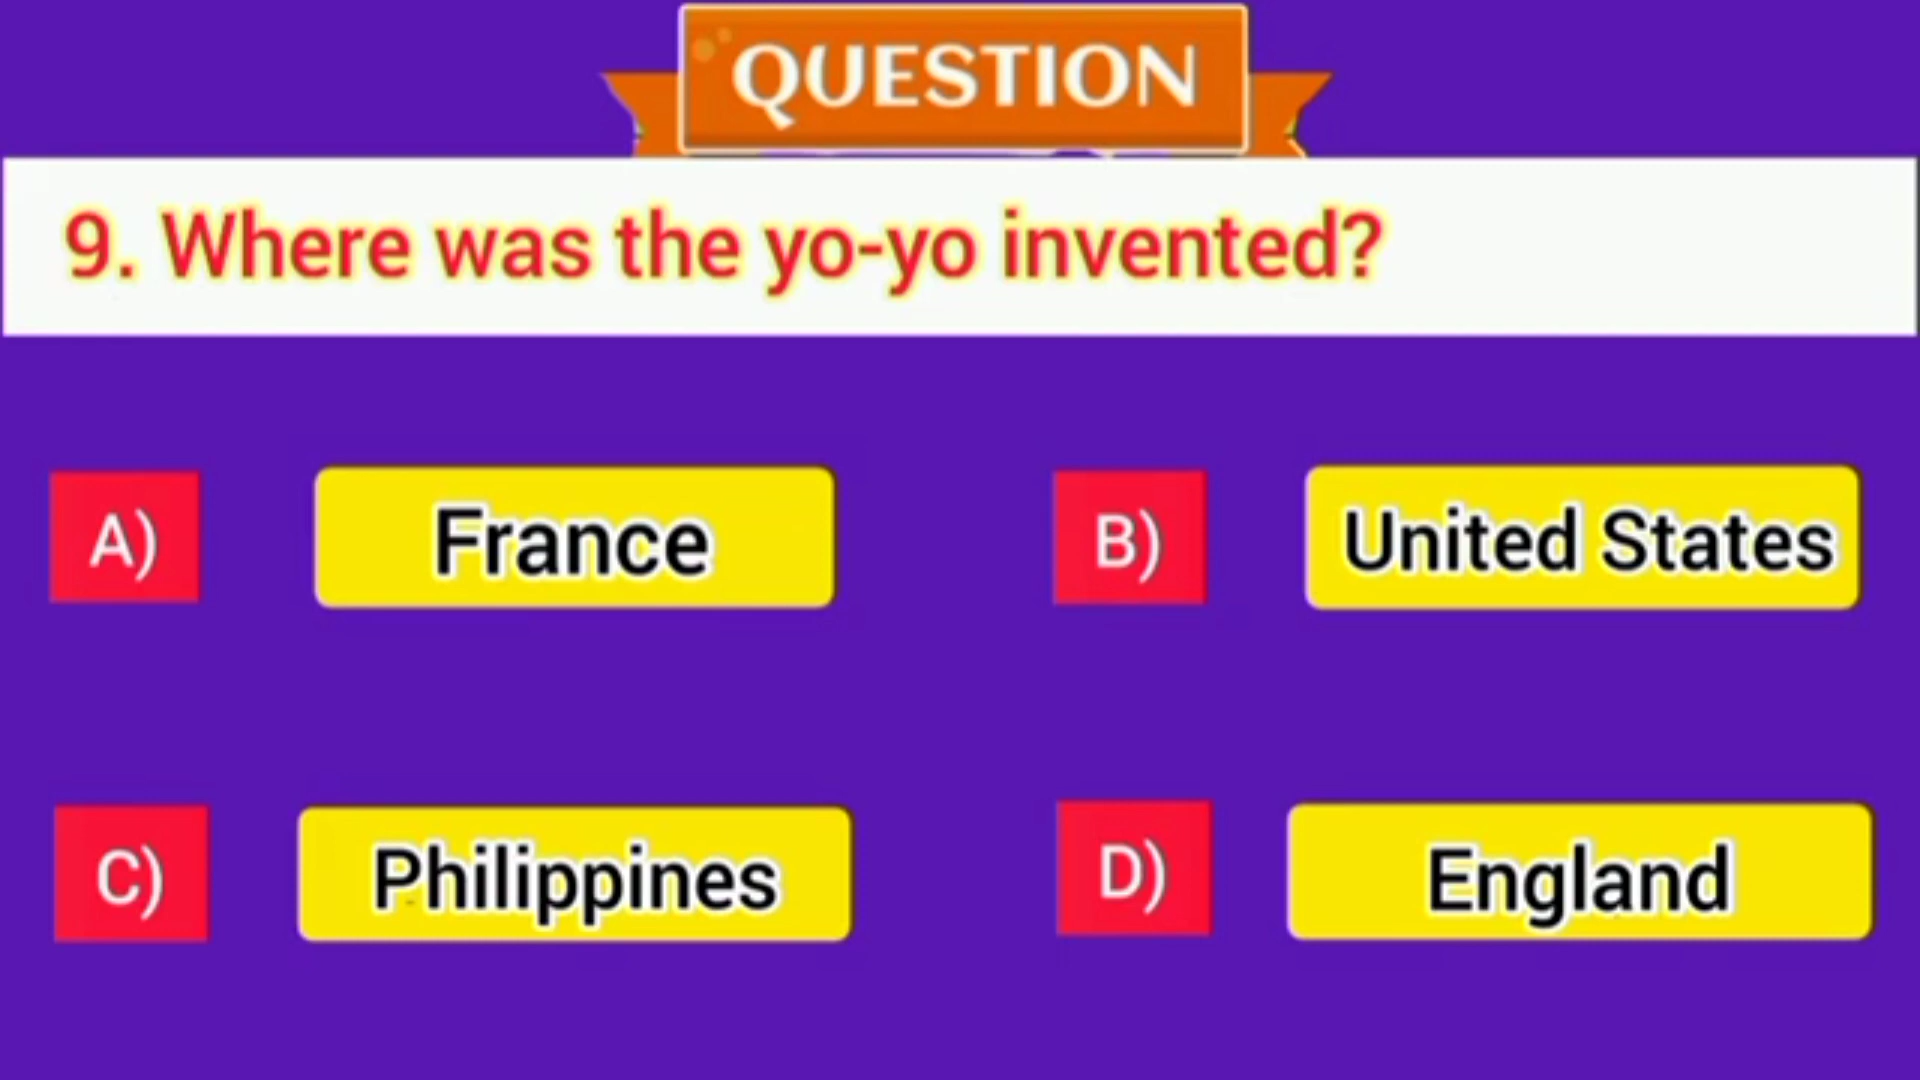 QUESTION
9. Where was the yo-yo invented?
A) France
B) United States
C) Philippines
D) England